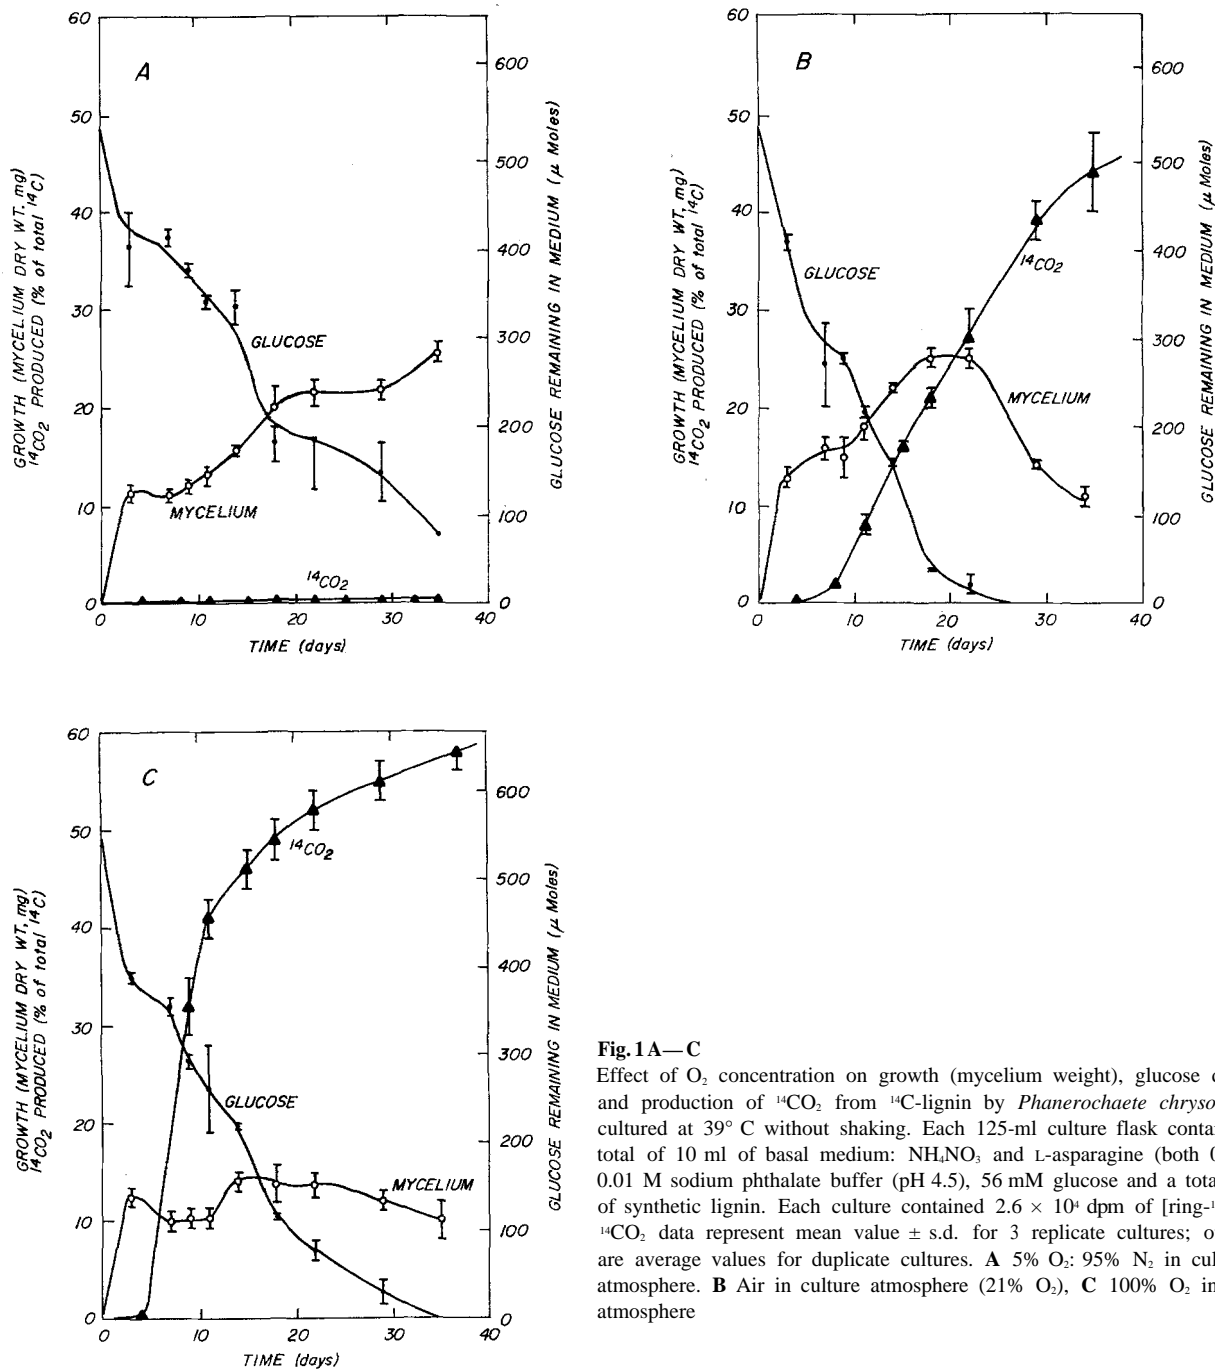 A
60
50
40
30
20
10
0
600
500
400
300
200
100
0
GLUCOSE
MYCELIUM
14CO2
0 10 20 30 40
TIME (days)
GROWTH (MYCELIUM DRY WT, mg)
14CO2 PRODUCED (% of total 14C)
GLUCOSE REMAINING IN MEDIUM (μ Moles)
B
60
50
40
30
20
10
0
600
500
400
300
200
100
0
GLUCOSE
14CO2
MYCELIUM
0 10 20 30 40
TIME (days)
GROWTH (MYCELIUM DRY WT, mg)
14CO2 PRODUCED (% of total 14C)
GLUCOSE REMAINING IN MEDIUM (μ Moles)
C
60
50
40
30
20
10
0
600
500
400
300
200
100
0
14CO2
GLUCOSE
MYCELIUM
0 10 20 30 40
TIME (days)
GROWTH (MYCELIUM DRY WT, mg)
14CO2 PRODUCED (% of total 14C)
GLUCOSE REMAINING IN MEDIUM (μ Moles)
Fig. 1 A—C
Effect of O₂ concentration on growth (mycelium weight), glucose
and production of ¹⁴CO₂ from ¹⁴C-lignin by Phanerochaete
cultured at 39° C without shaking. Each 125-ml culture flask
total of 10 ml of basal medium: NH₄NO₃ and L-asparagine (both
0.01 M sodium phthalate buffer (pH 4.5), 56 mM glucose and a total
of synthetic lignin. Each culture contained 2.6 × 10⁴ dpm of
¹⁴CO₂ data represent mean value ± s.d. for 3 replicate cultures;
are average values for duplicate cultures. A 5% O₂: 95% N₂ in
atmosphere. B Air in culture atmosphere (21% O₂), C 100% O₂ in
atmosphere